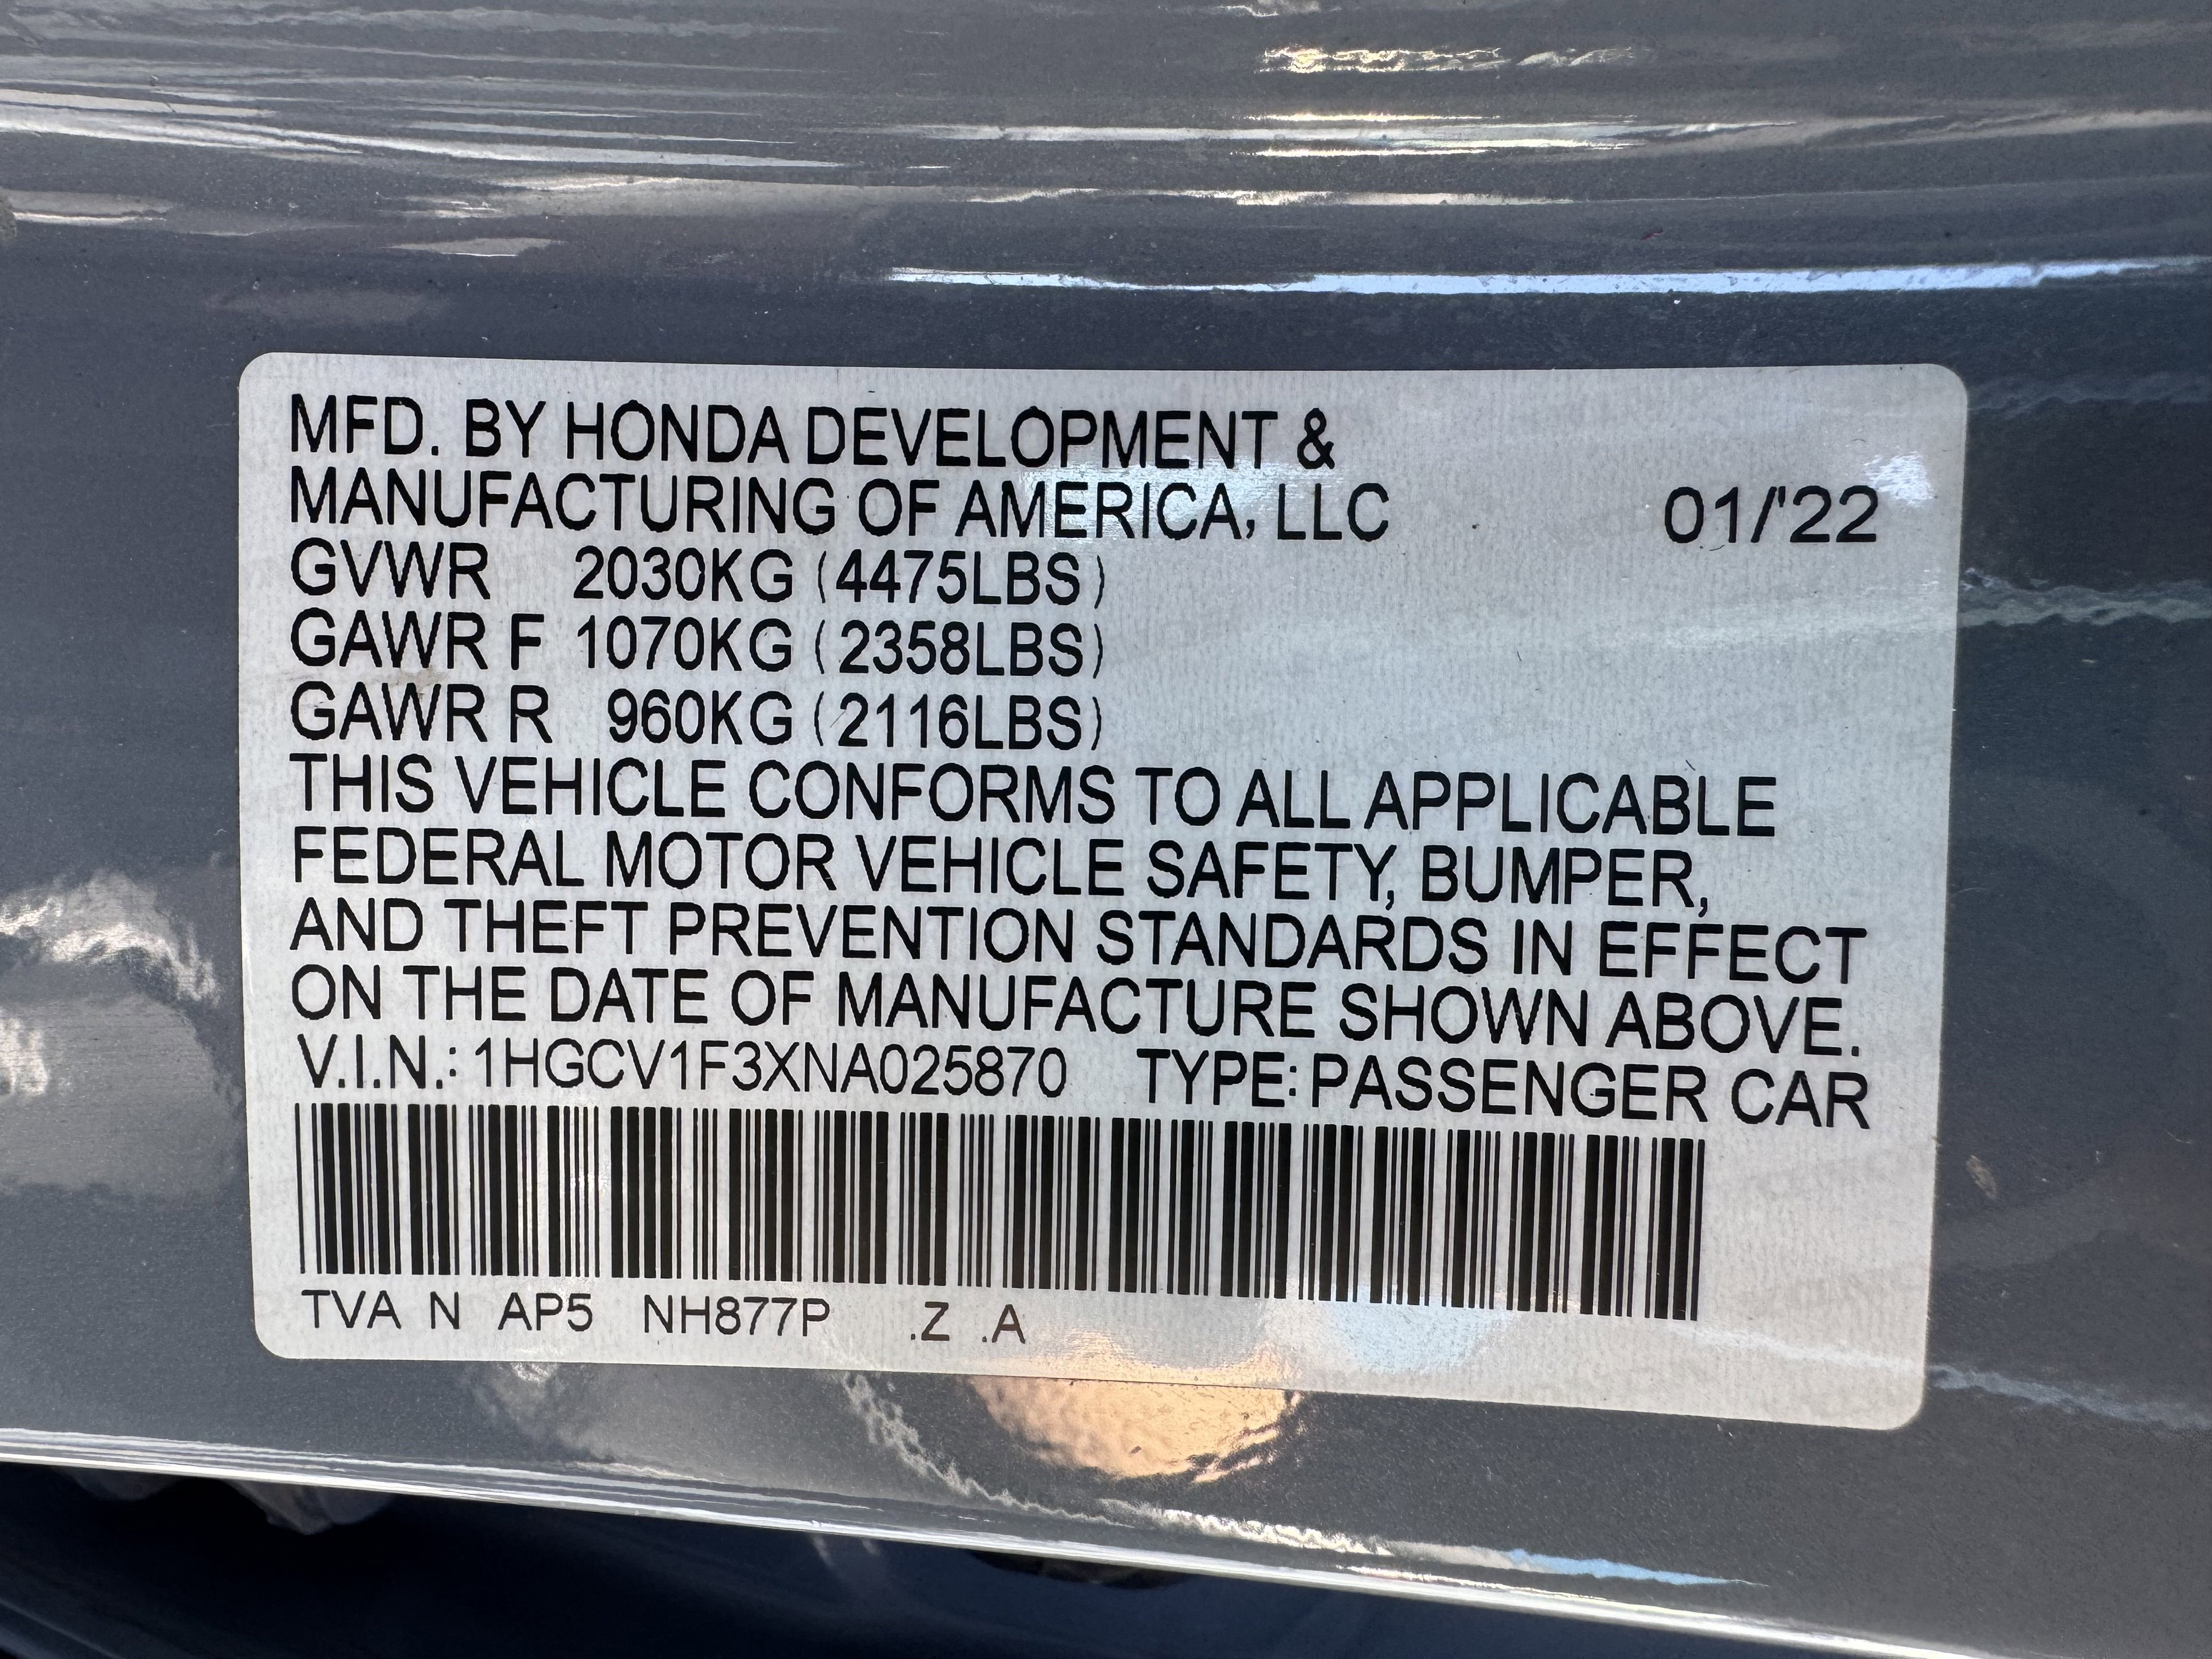 MFD. BY HONDA DEVELOPMENT &
MANUFACTURING OF AMERICA, LLC 01/'22
GVWR 2030KG (4475LBS)
GAWR F 1070KG (2358LBS)
GAWR R 960KG (2116LBS)
THIS VEHICLE CONFORMS TO ALL APPLICABLE
FEDERAL MOTOR VEHICLE SAFETY, BUMPER,
AND THEFT PREVENTION STANDARDS IN EFFECT
ON THE DATE OF MANUFACTURE SHOWN ABOVE.
V.I.N.: 1HGCV1F3XNA025870 TYPE: PASSENGER CAR
TVA N AP5 NH877P .Z .A